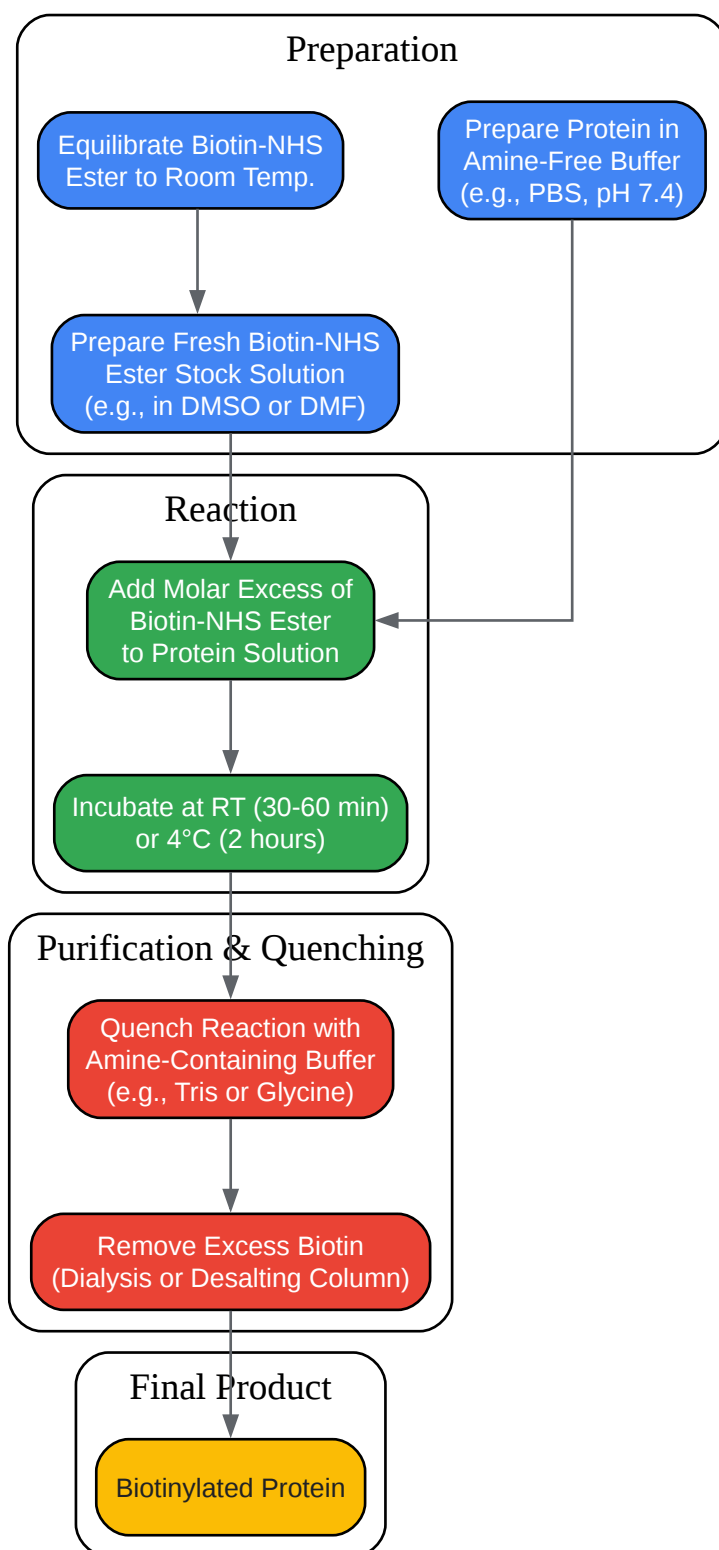 Preparation
Equilibrate Biotin-NHS
Ester to Room Temp.
Prepare Protein in
Amine-Free Buffer
(e.g., PBS, pH 7.4)
Prepare Fresh Biotin-NHS
Ester Stock Solution
(e.g., in DMSO or DMF)
Reaction
Add Molar Excess of
Biotin-NHS Ester
to Protein Solution
Incubate at RT (30-60 min)
or 4°C (2 hours)
Purification & Quenching
Quench Reaction with
Amine-Containing Buffer
(e.g., Tris or Glycine)
Remove Excess Biotin
(Dialysis or Desalting Column)
Final Product
Biotinylated Protein